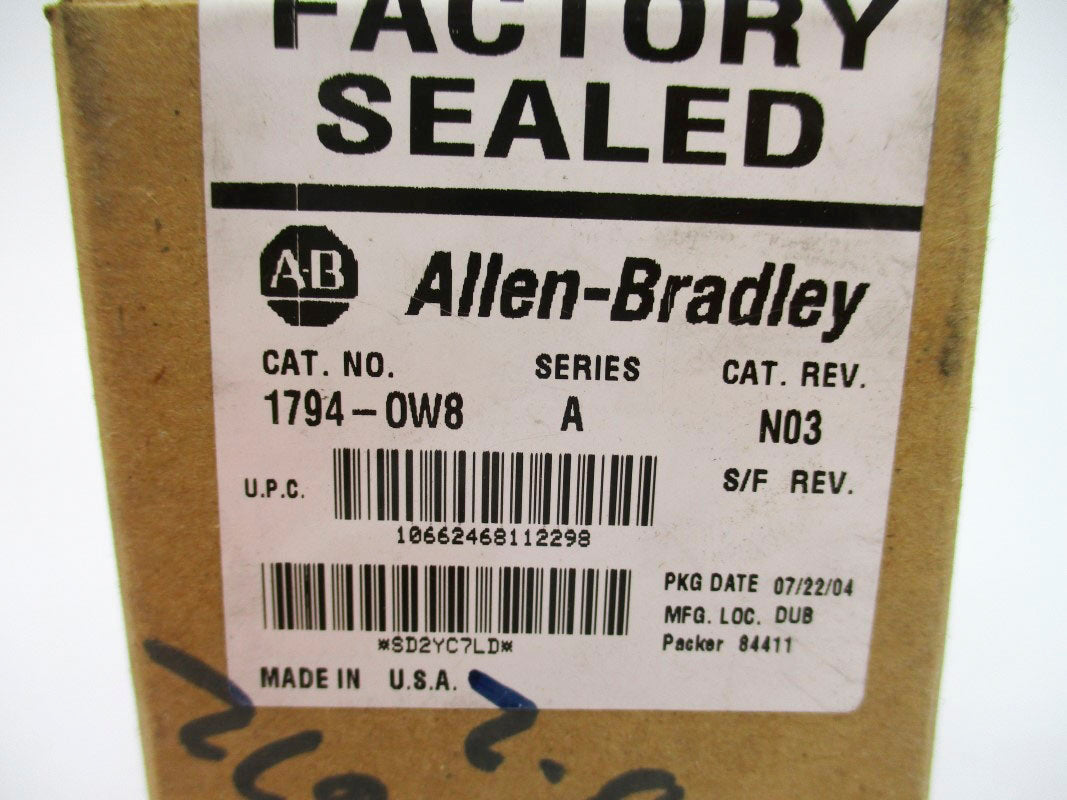 FACTORY
SEALED
A-B Allen-Bradley
CAT. NO. SERIES CAT. REV.
1794-OW8 A N03
S/F REV.
U.P.C.
10662468112298
PKG DATE 07/22/04
MFG. LOC. DUB
*SD2YC7LD*
Packer 84411
MADE IN U.S.A.